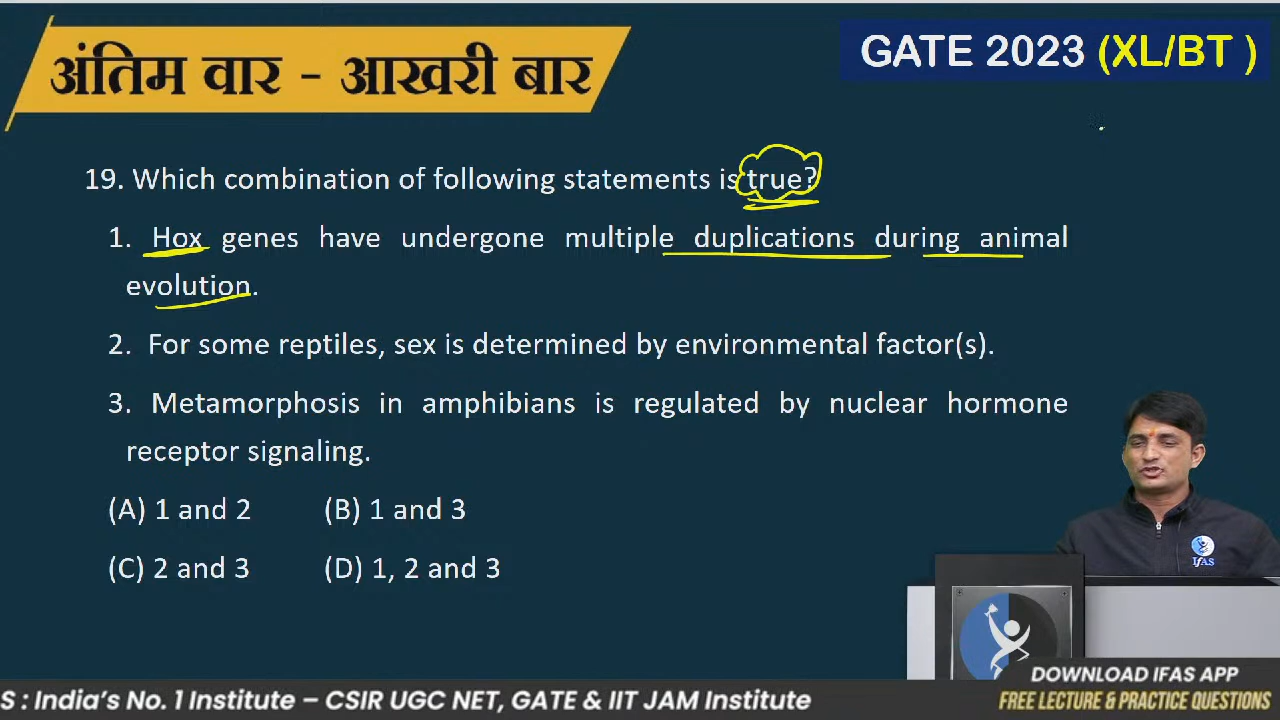 अंतिम वार - आखरी बार
GATE 2023 (XL/BT )
19. Which combination of following statements is true?
1. Hox genes have undergone multiple duplications during animal
evolution.
2. For some reptiles, sex is determined by environmental factor(s).
3. Metamorphosis in amphibians is regulated by nuclear hormone
receptor signaling.
(A) 1 and 2 (B) 1 and 3
(C) 2 and 3 (D) 1, 2 and 3
IFAS
DOWNLOAD IFAS APP
S : India's No. 1 Institute – CSIR UGC NET, GATE & IIT JAM Institute
FREE LECTURE & PRACTICE QUESTIONS